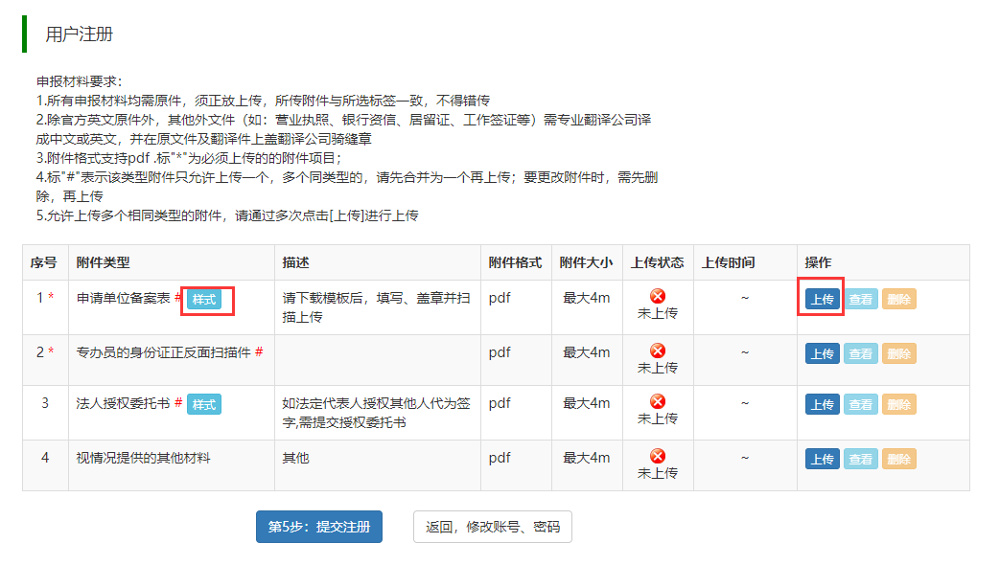 用户注册
申报材料要求：
1.所有申报材料均需原件，须正放上传，所传附件与所选标签一致，不得错传
2.除官方英文原件外，其他外文件（如：营业执照、银行资信、居留证、工作签证等）需专业翻译公司译
成中文或英文，并在原文件及翻译件上盖翻译公司骑缝章
3.附件格式支持pdf .标"*"为必须上传的的附件项目；
4.标"#"表示该类型附件只允许上传一个，多个同类型的，请先合并为一个再上传；要更改附件时，需先删
除，再上传
5.允许上传多个相同类型的附件，请通过多次点击[上传]进行上传
序号 附件类型 描述 附件格式 附件大小 上传状态 上传时间 操作
1 * 申请单位备案表 # 样式 请下载模板后，填写、盖章并扫 pdf 最大4m ~ 上传 查看 删除
描上传 未上传
2 * 专办员的身份证正反面扫描件 # pdf 最大4m ~ 上传 查看 删除
未上传
3 法人授权委托书 # 样式 如法定代表人授权其他人代为签 pdf 最大4m ~ 上传 查看 删除
字,需提交授权委托书 未上传
4 视情况提供的其他材料 其他 pdf 最大4m ~ 上传 查看 删除
未上传
第5步：提交注册 返回，修改账号、密码